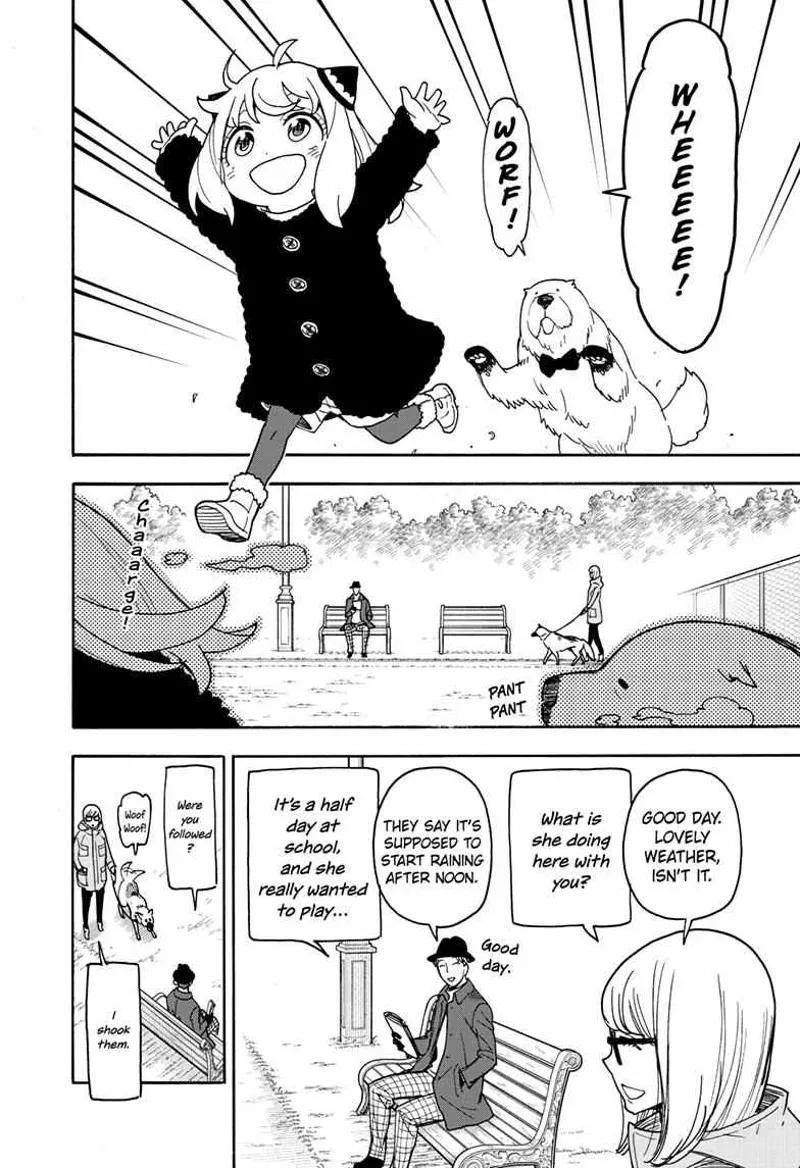 WHEEEEEE!
WORF!
Chaaarge!
PANT
PANT
GOOD DAY.
LOVELY
WEATHER,
ISN'T IT.
What is
she doing
here with
you?
THEY SAY IT'S
SUPPOSED TO
START RAINING
AFTER NOON.
Good
day.
It's a half
day at
school,
and she
really wanted
to play...
Were
you
followed
?
Woof
Woof!
I
shook
them.